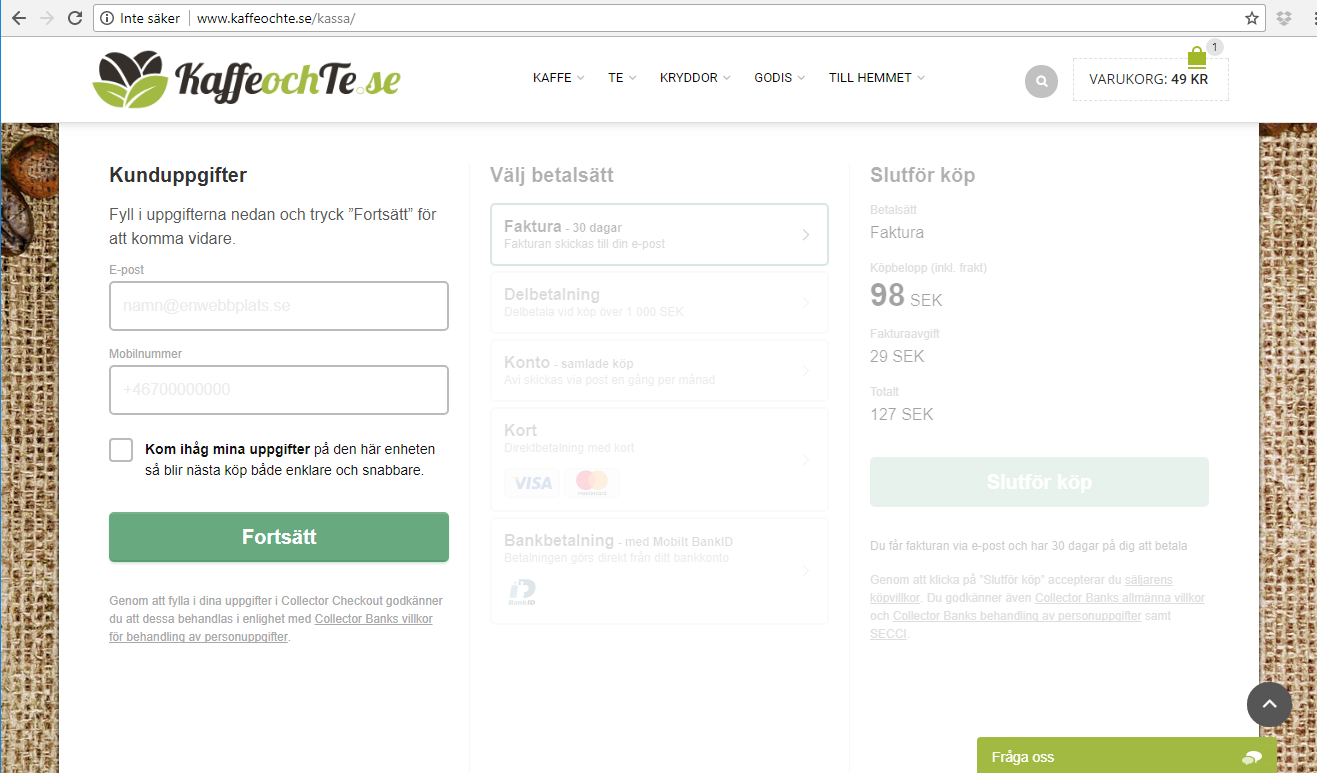 Inte säker
www.kaffeochte.se/kassa/
KaffeochTe.se
KAFFE
TE
KRYDDOR
GODIS
TILL HEMMET
1
VARUKORG: 49 KR
Kunduppgifter
Fyll i uppgifterna nedan och tryck ”Fortsätt” för
att komma vidare.
E-post
namn@enwebbplats.se
Mobilnummer
+46700000000
Kom ihåg mina uppgifter på den här enheten
så blir nästa köp både enklare och snabbare.
Fortsätt
Genom att fylla i dina uppgifter i Collector Checkout godkänner
du att dessa behandlas i enlighet med Collector Banks villkor
för behandling av personuppgifter.
Välj betalsätt
Faktura - 30 dagar
Fakturan skickas till din e-post
Delbetalning
Delbetala vid köp över 1 000 SEK
Konto - samlade köp
Avi skickas via post en gång per månad
Kort
Direktbetalning med kort
VISA
mastercard
Bankbetalning - med Mobilt BankID
Betalningen görs direkt från ditt bankkonto
BankID
Slutför köp
Betalsätt
Faktura
Köpbelopp (inkl. frakt)
98 SEK
Fakturaavgift
29 SEK
Totalt
127 SEK
Slutför köp
Du får fakturan via e-post och har 30 dagar på dig att betala
Genom att klicka på ”Slutför köp” accepterar du säljarens
köpvillkor. Du godkänner även Collector Banks allmänna villkor
och Collector Banks behandling av personuppgifter samt
SECCI.
Fråga oss